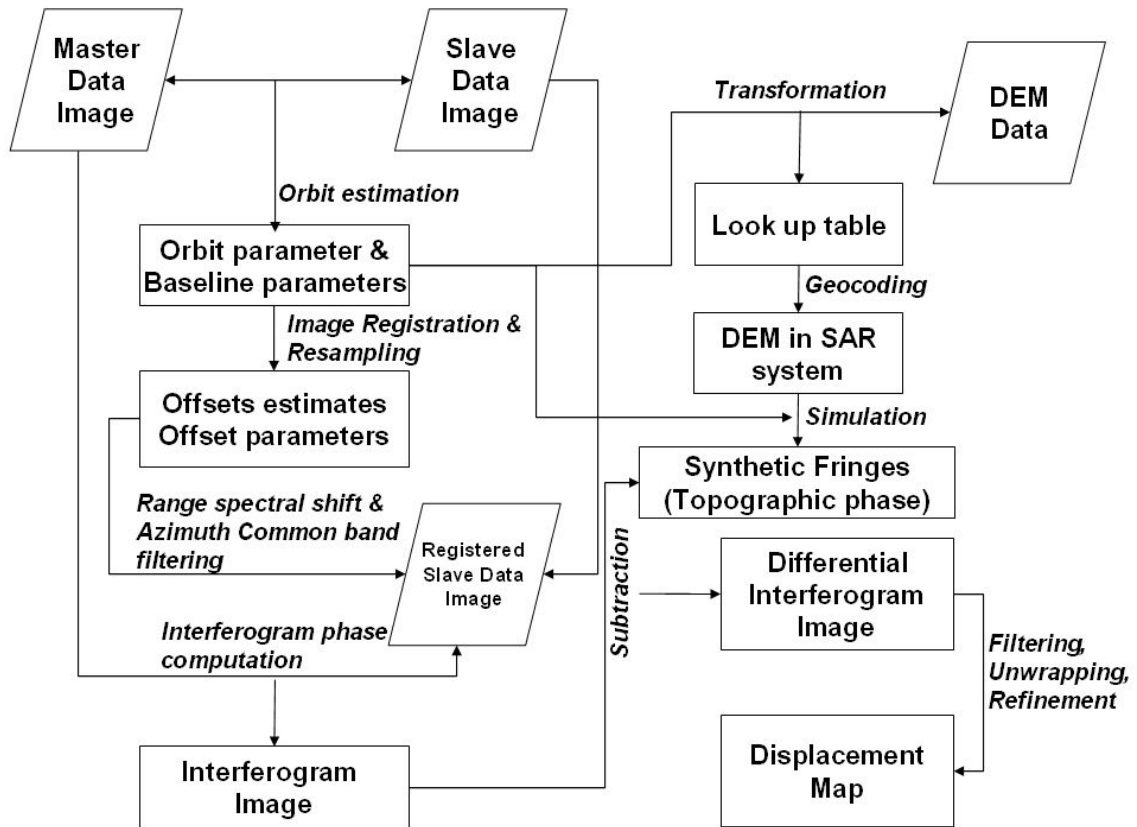 Master
Data
Image
Slave
Data
Image
Transformation
DEM
Data
Orbit estimation
Look up table
Orbit parameter &
Baseline parameters
Geocoding
Image Registration &
Resampling
DEM in SAR
system
Offsets estimates
Offset parameters
Simulation
Synthetic Fringes
(Topographic phase)
Range spectral shift &
Azimuth Common band
filtering
Registered
Slave Data
Image
Subtraction
Differential
Interferogram
Image
Interferogram phase
computation
Filtering,
Unwrapping,
Refinement
Interferogram
Image
Displacement
Map